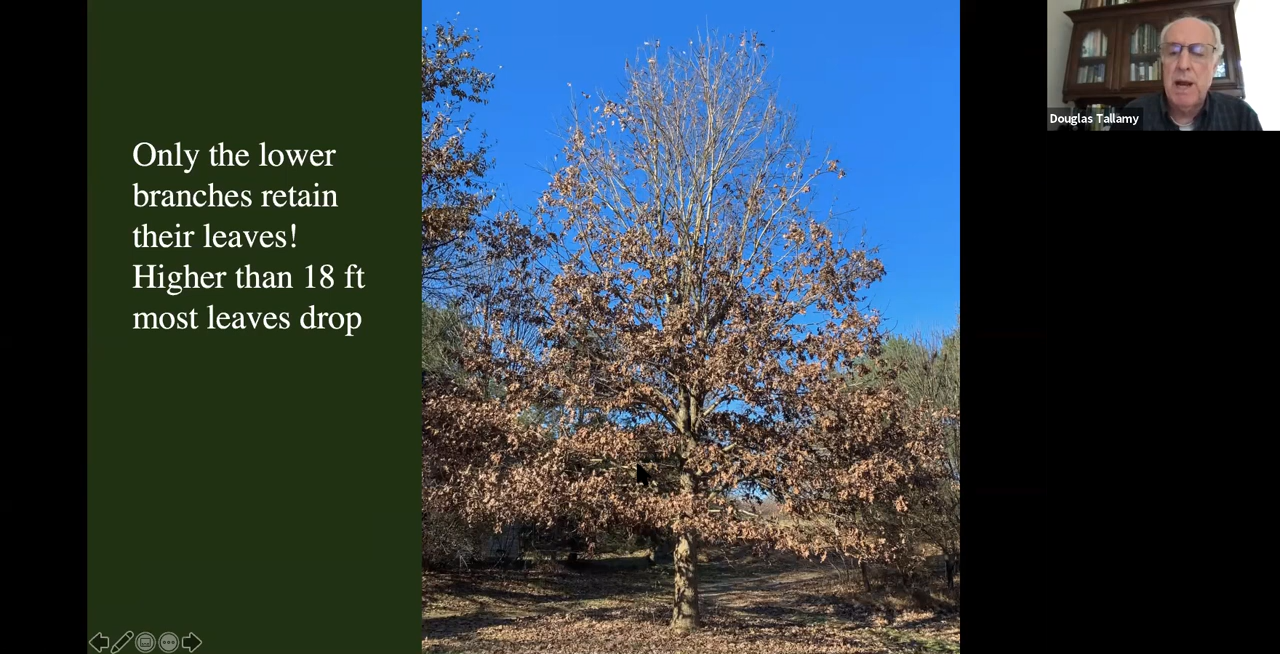 Only the lower
branches retain
their leaves!
Higher than 18 ft
most leaves drop
Douglas Tallamy